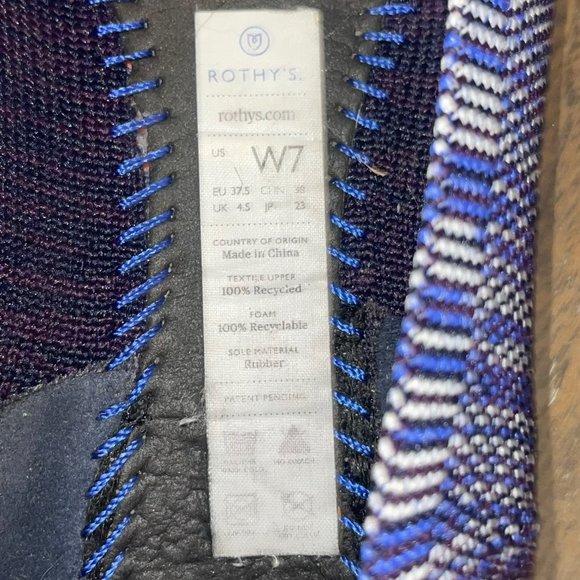 ROTHY'S.
rothys.com
US W7
EU 37.5 CHN 38
UK 4.5 JP 23
COUNTRY OF ORIGIN
Made in China
TEXTILE UPPER
100% Recycled
FOAM
100% Recyclable
SOLE MATERIAL
Rubber
PATENT PENDING